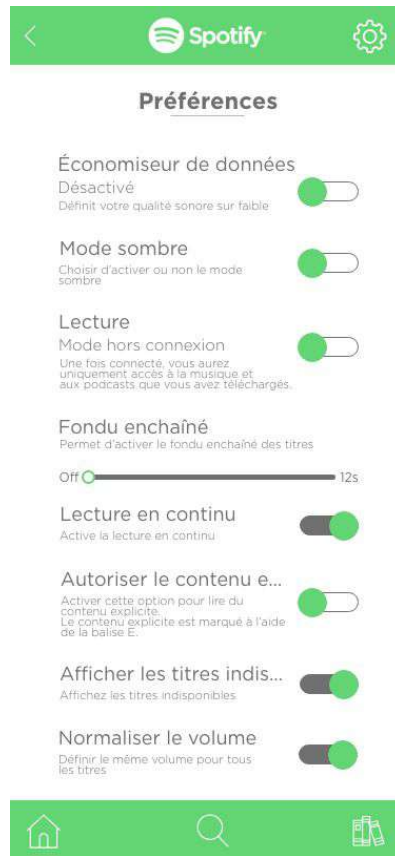 Spotify
Préférences
Économiseur de données
Désactivé
Définit votre qualité sonore sur faible
Mode sombre
Choisir d'activer ou non le mode
sombre
Lecture
Mode hors connexion
Une fois connecté, vous aurez
uniquement accès à la musique et
aux podcasts que vous avez téléchargés.
Fondu enchaîné
Permet d'activer le fondu enchaîné des titres
Off 12s
Lecture en continu
Active la lecture en continu
Autoriser le contenu e...
Activer cette option pour lire du
contenu explicite.
Le contenu explicite est marqué à l'aide
de la balise E.
Afficher les titres indis...
Affichez les titres indisponibles
Normaliser le volume
Définir le même volume pour tous
les titres